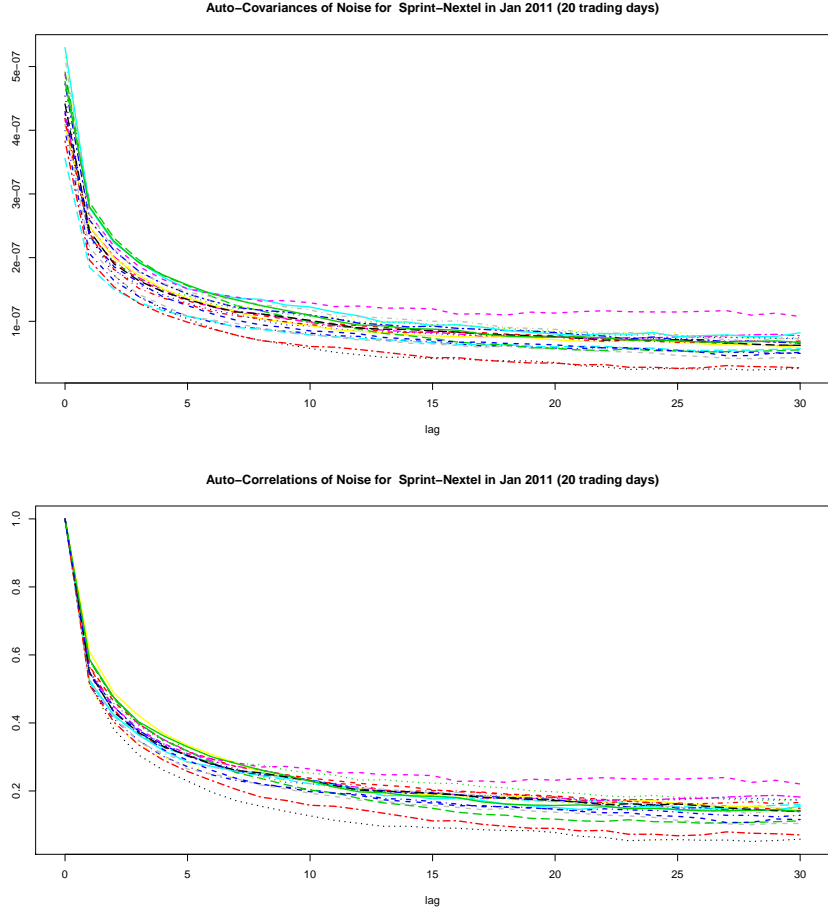 Auto−Covariances of Noise for Sprint−Nextel in Jan 2011 (20 trading days)
5e−07
4e−07
3e−07
2e−07
1e−07
0 5 10 15 20 25 30
lag
Auto−Correlations of Noise for Sprint−Nextel in Jan 2011 (20 trading days)
1.0
0.8
0.6
0.4
0.2
0 5 10 15 20 25 30
lag